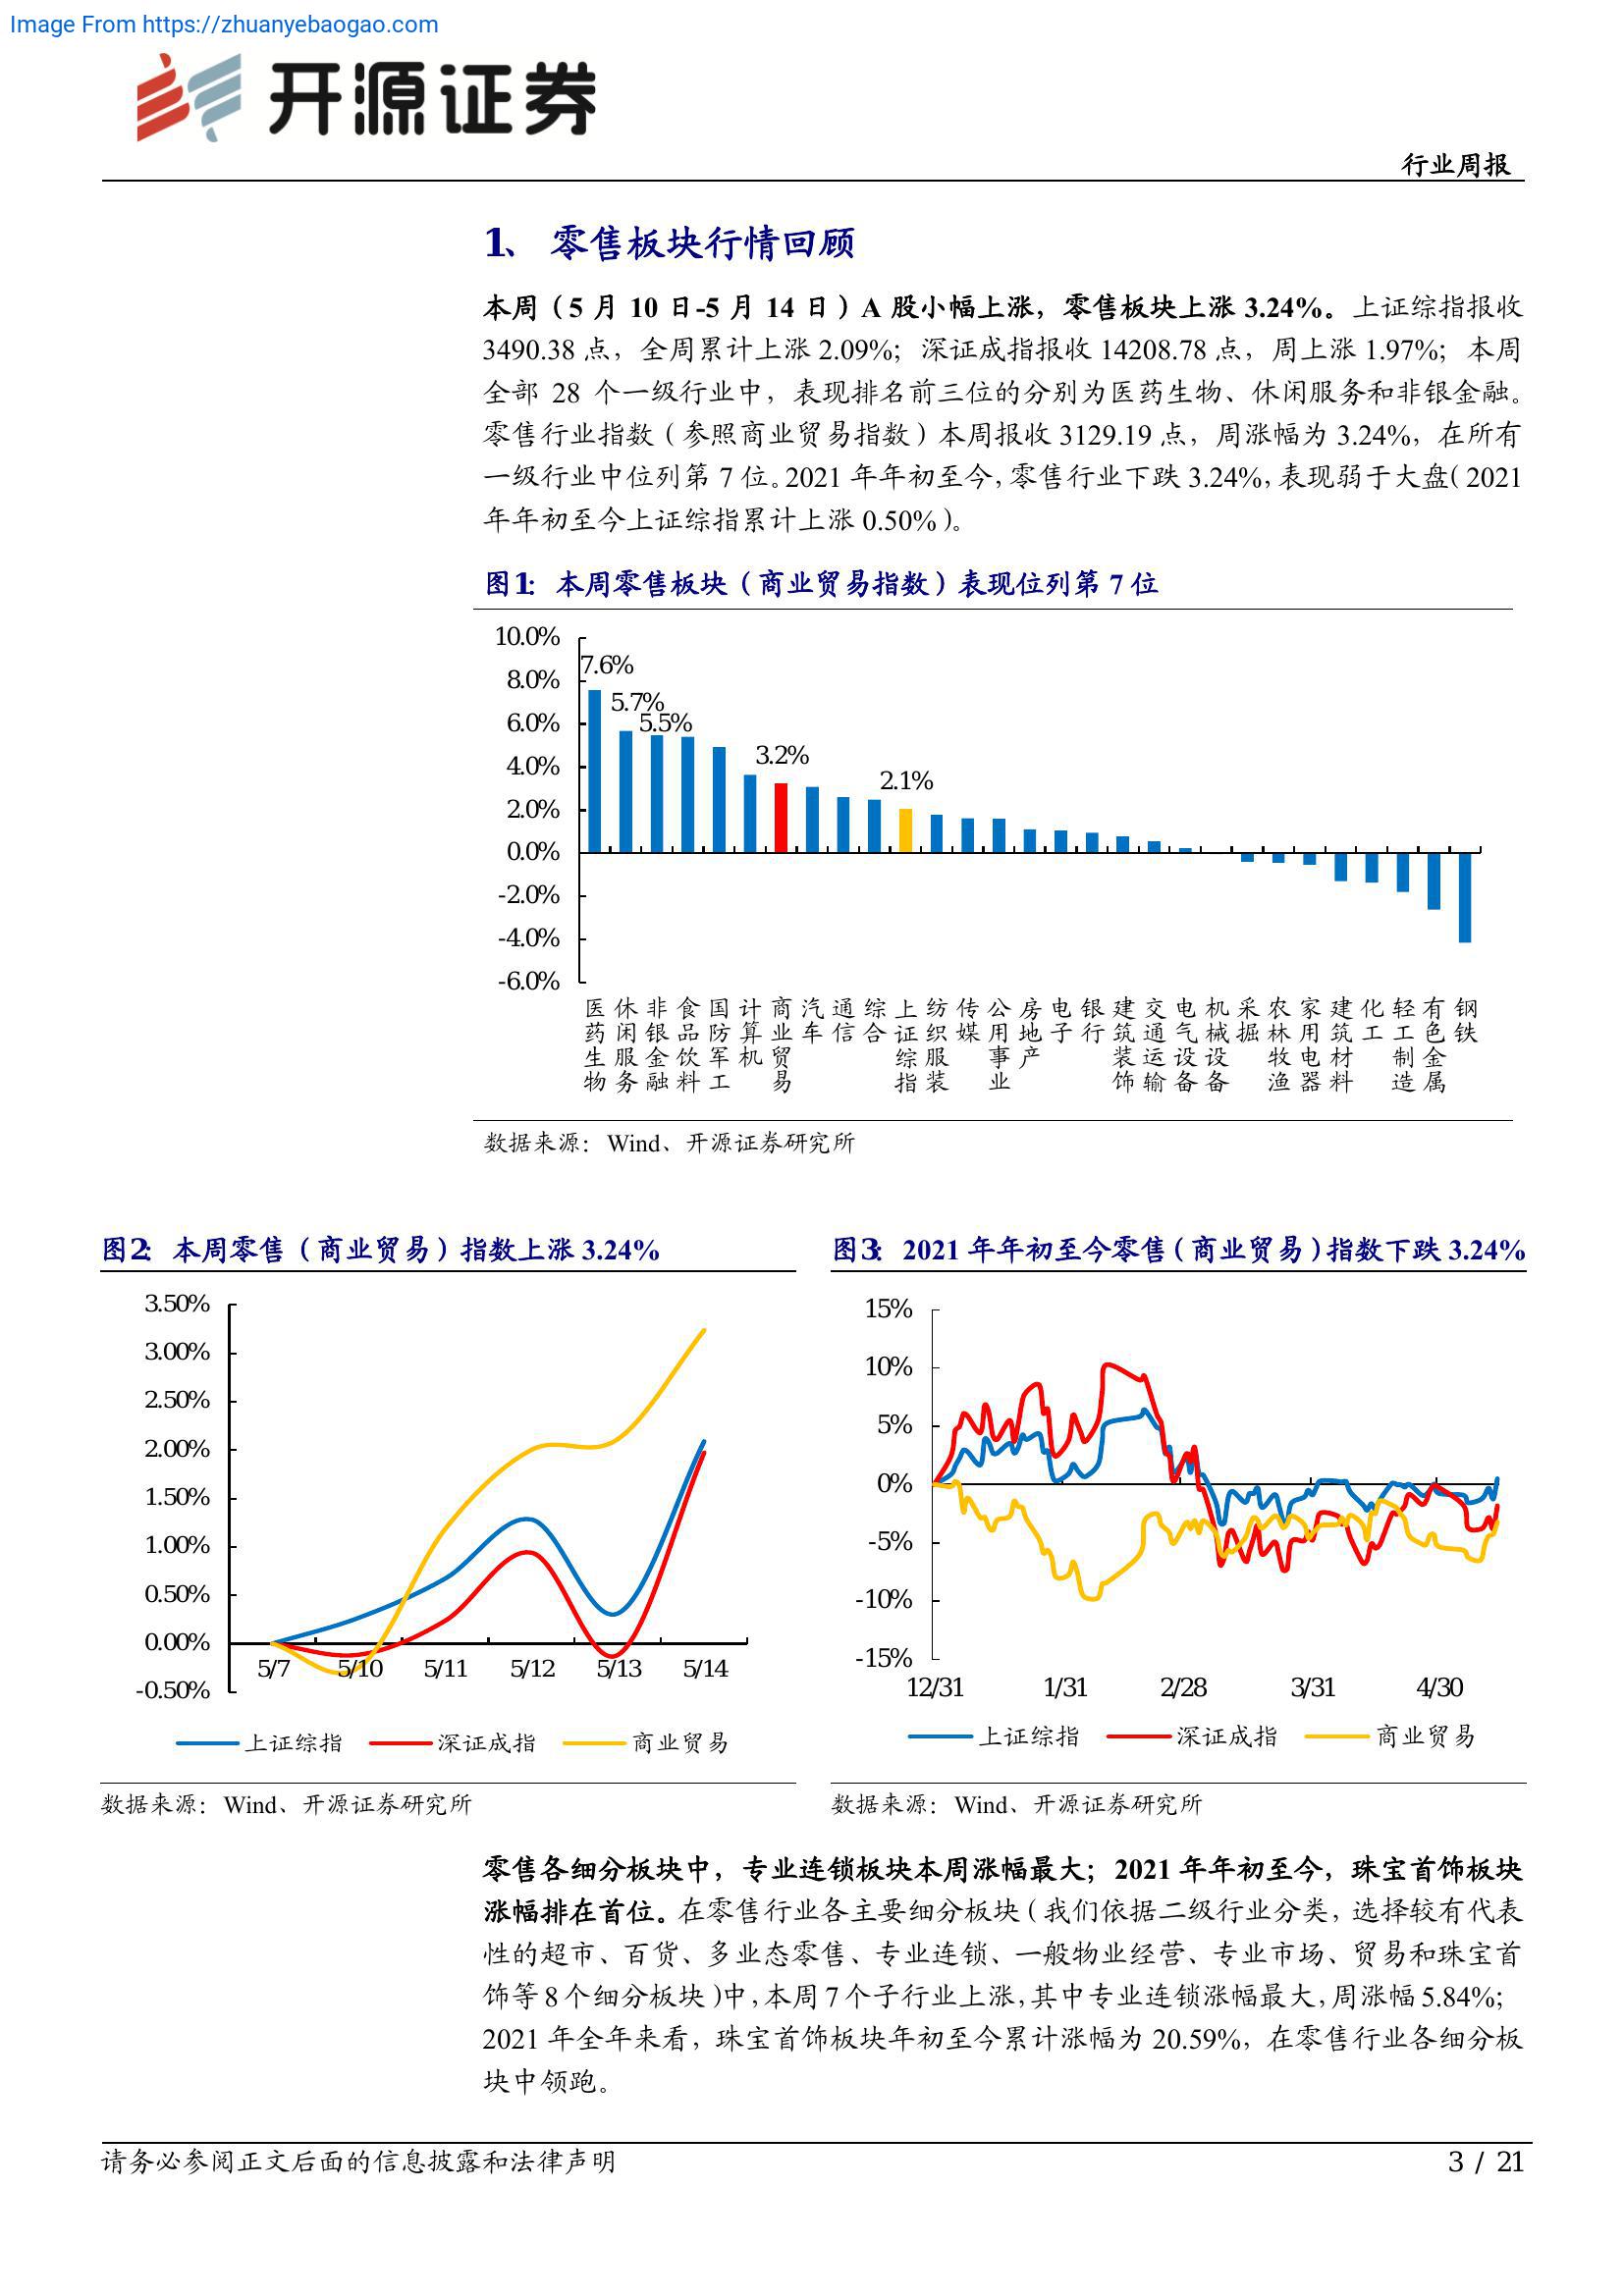 Image From https://zhuanyebaogao.com
开源证券
行业周报
1、 零售板块行情回顾
本周（5 月 10 日-5 月 14 日）A 股小幅上涨，零售板块上涨 3.24%。上证综指报收
3490.38 点，全周累计上涨 2.09%；深证成指报收 14208.78 点，周上涨 1.97%；本周
全部 28 个一级行业中，表现排名前三位的分别为医药生物、休闲服务和非银金融。
零售行业指数（参照商业贸易指数）本周报收 3129.19 点，周涨幅为 3.24%，在所有
一级行业中位列第 7 位。2021 年年初至今，零售行业下跌 3.24%，表现弱于大盘（2021
年年初至今上证综指累计上涨 0.50%）。
图1： 本周零售板块（商业贸易指数）表现位列第 7 位
10.0%
8.0%
6.0%
4.0%
2.0%
0.0%
-2.0%
-4.0%
-6.0%
7.6%
5.7%
5.5%
3.2%
2.1%
医药生物
休闲服务
非银金融
食品饮料
国防军工
计算机
商业贸易
汽车
通信
综合
上证综指
纺织服装
传媒
公用事业
房地产
电子
银行
建筑装饰
交通运输
电气设备
机械设备
采掘
农林牧渔
家用电器
建筑材料
化工
轻工制造
有色金属
钢铁
数据来源：Wind、开源证券研究所
图2： 本周零售（商业贸易）指数上涨 3.24%
3.50%
3.00%
2.50%
2.00%
1.50%
1.00%
0.50%
0.00%
-0.50%
5/7 5/10 5/11 5/12 5/13 5/14
上证综指 深证成指 商业贸易
数据来源：Wind、开源证券研究所
图3： 2021 年年初至今零售（商业贸易）指数下跌 3.24%
15%
10%
5%
0%
-5%
-10%
-15%
12/31 1/31 2/28 3/31 4/30
上证综指 深证成指 商业贸易
数据来源：Wind、开源证券研究所
零售各细分板块中，专业连锁板块本周涨幅最大；2021 年年初至今，珠宝首饰板块
涨幅排在首位。在零售行业各主要细分板块（我们依据二级行业分类，选择较有代表
性的超市、百货、多业态零售、专业连锁、一般物业经营、专业市场、贸易和珠宝首
饰等 8 个细分板块）中，本周 7 个子行业上涨，其中专业连锁涨幅最大，周涨幅 5.84%；
2021 年全年来看，珠宝首饰板块年初至今累计涨幅为 20.59%，在零售行业各细分板
块中领跑。
请务必参阅正文后面的信息披露和法律声明
3 / 21